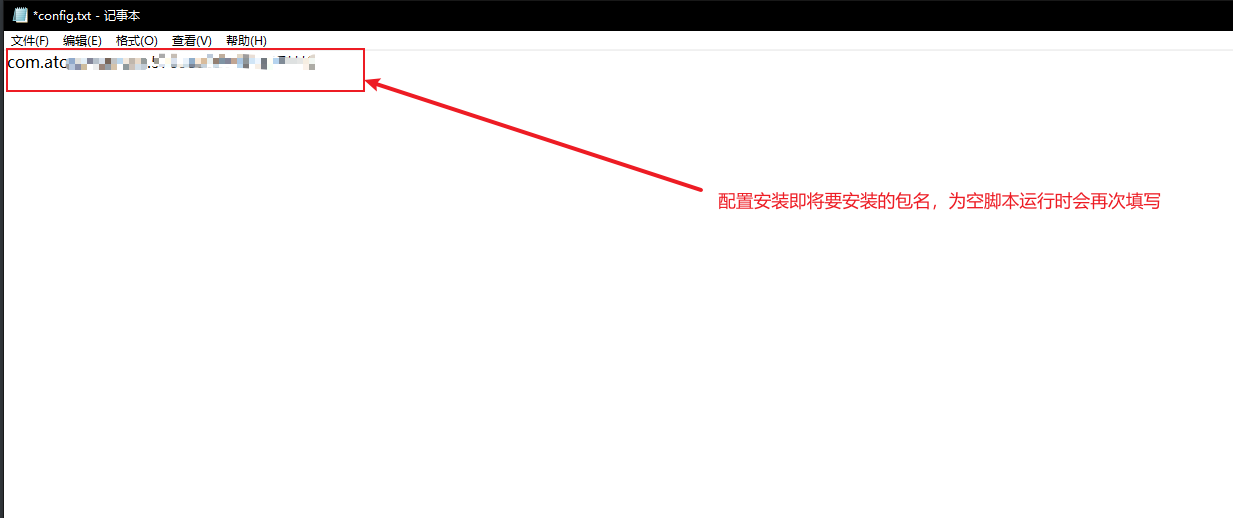 *config.txt - 记事本
文件(F) 编辑(E) 格式(O) 查看(V) 帮助(H)
com.atc
配置安装即将要安装的包名，为空脚本运行时会再次填写